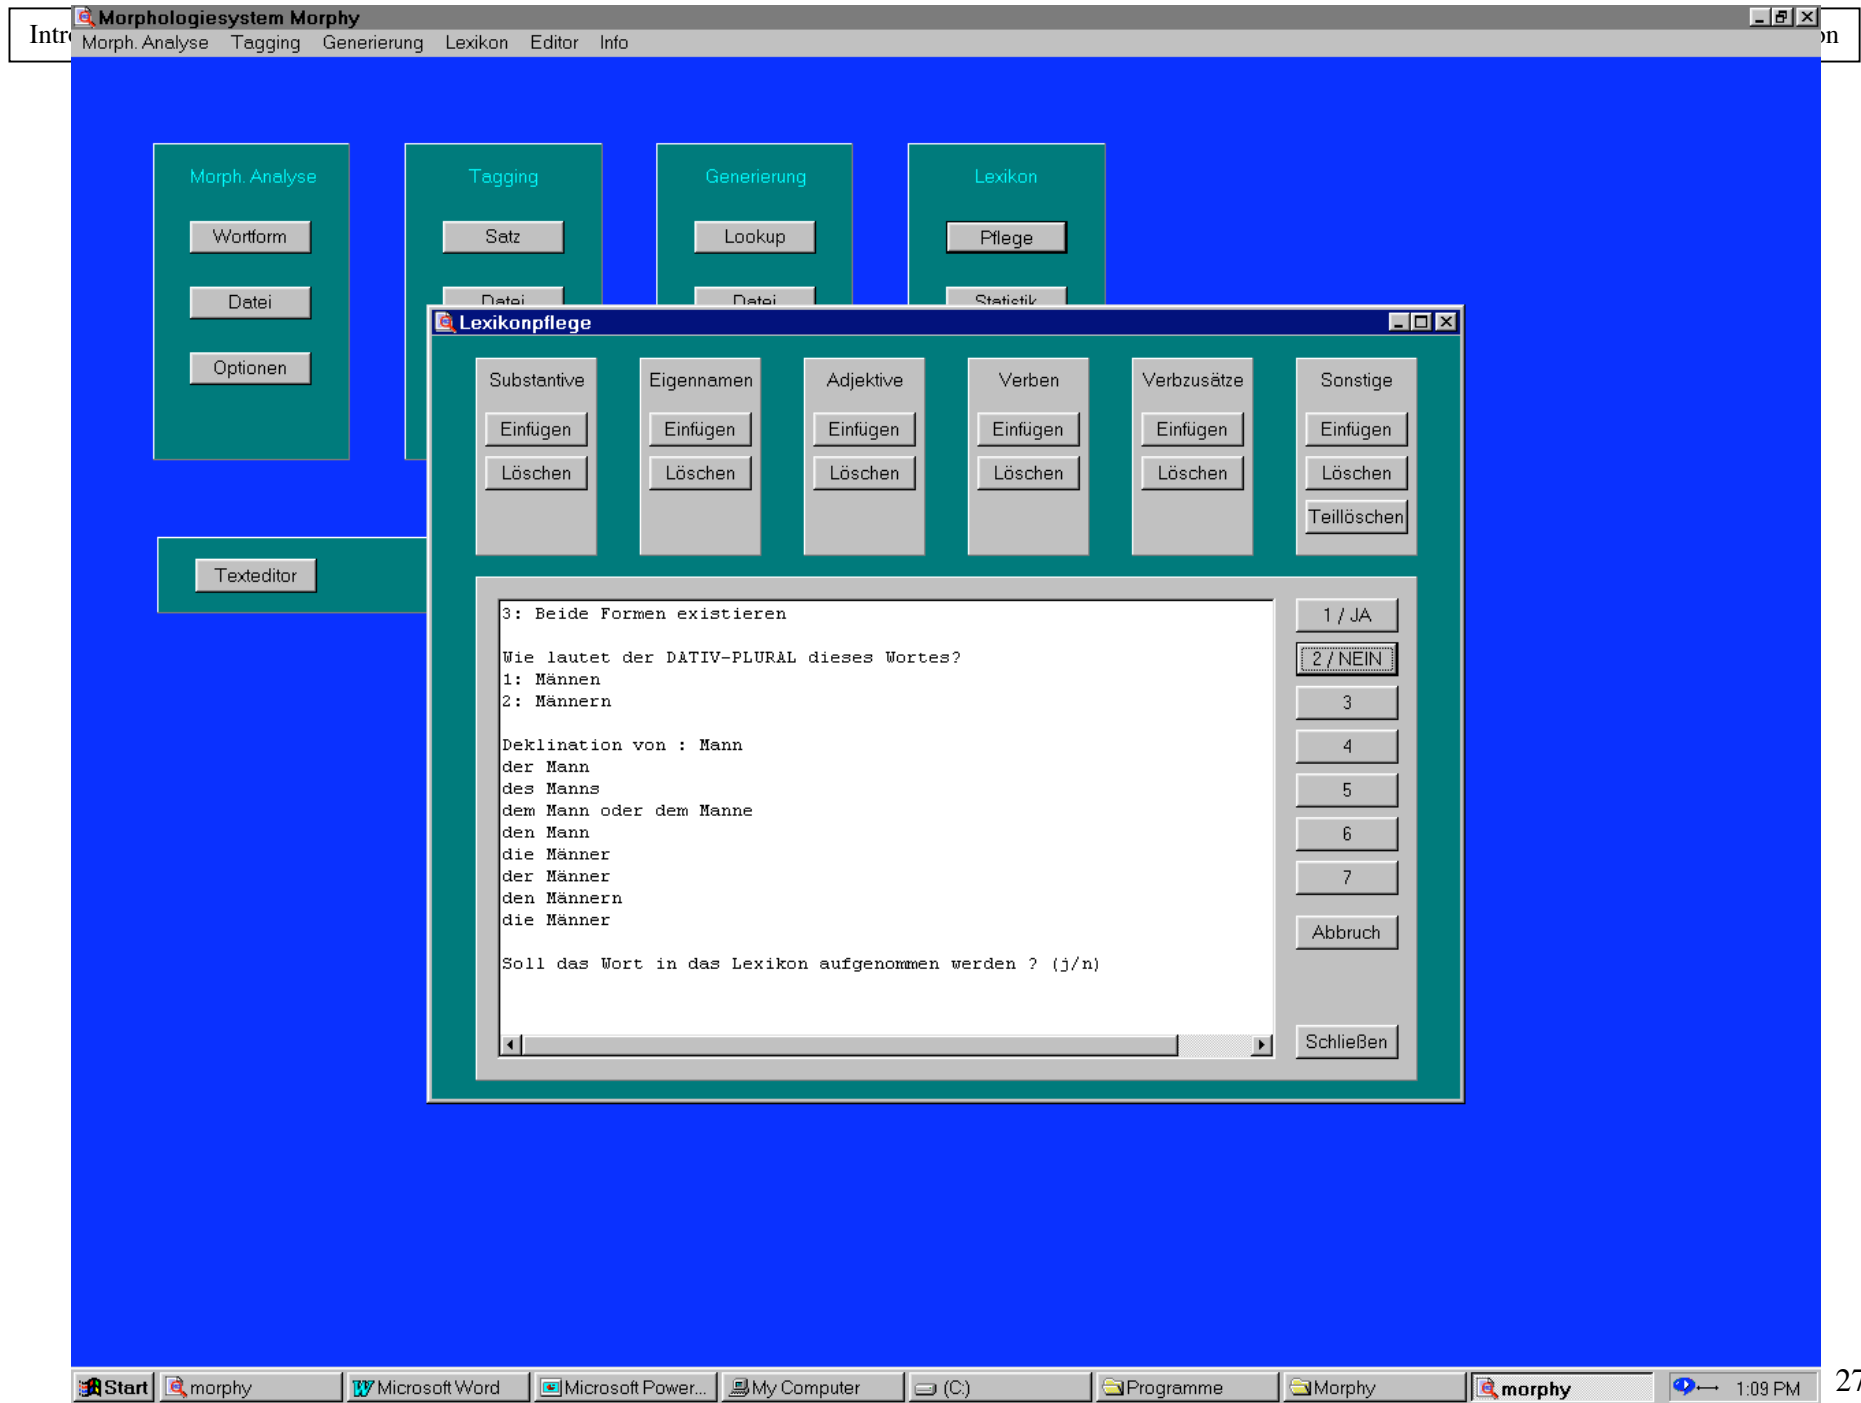 Morphologiesystem Morphy
Morph. Analyse Tagging Generierung Lexikon Editor Info
Morph. Analyse
Wortform
Datei
Optionen
Tagging
Satz
Datei
Generierung
Lookup
Datei
Lexikon
Pflege
Statistik
Texteditor
Lexikonpflege
Substantive
Einfügen
Löschen
Eigennamen
Einfügen
Löschen
Adjektive
Einfügen
Löschen
Verben
Einfügen
Löschen
Verbzusätze
Einfügen
Löschen
Sonstige
Einfügen
Löschen
Teillöschen
3: Beide Formen existieren
Wie lautet der DATIV-PLURAL dieses Wortes?
1: Männen
2: Männern
Deklination von : Mann
der Mann
des Manns
dem Mann oder dem Manne
den Mann
die Männer
der Männer
den Männern
die Männer
Soll das Wort in das Lexikon aufgenommen werden ? (j/n)
1 / JA
2 / NEIN
3
4
5
6
7
Abbruch
Schließen
Start morphy Microsoft Word Microsoft Power... My Computer (C:) Programme Morphy morphy 1:09 PM
27